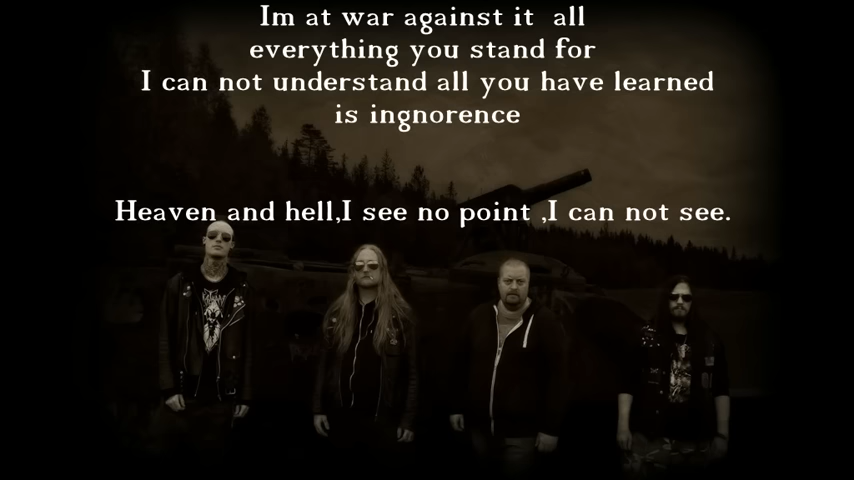 Im at war against it all
everything you stand for
I can not understand all you have learned
is ingnorence
Heaven and hell,I see no point ,I can not see.